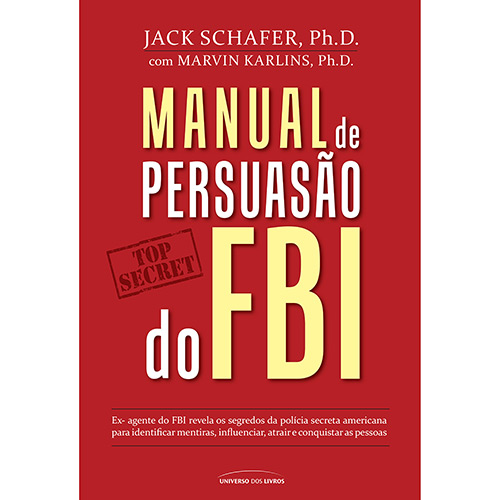 JACK SCHAFER, Ph.D.
com MARVIN KARLINS, Ph.D.
MANUAL de
PERSUASÃO
TOP
SECRET
do FBI
Ex- agente do FBI revela os segredos da polícia secreta americana
para identificar mentiras, influenciar, atrair e conquistar as pessoas
UNIVERSO DOS LIVROS